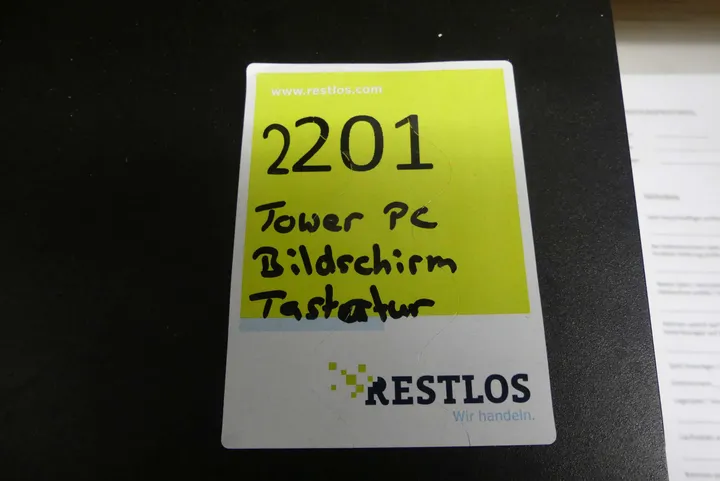 www.restlos.com
2201
Tower PC
Bildschirm
Tastatur
RESTLOS
Wir handeln.